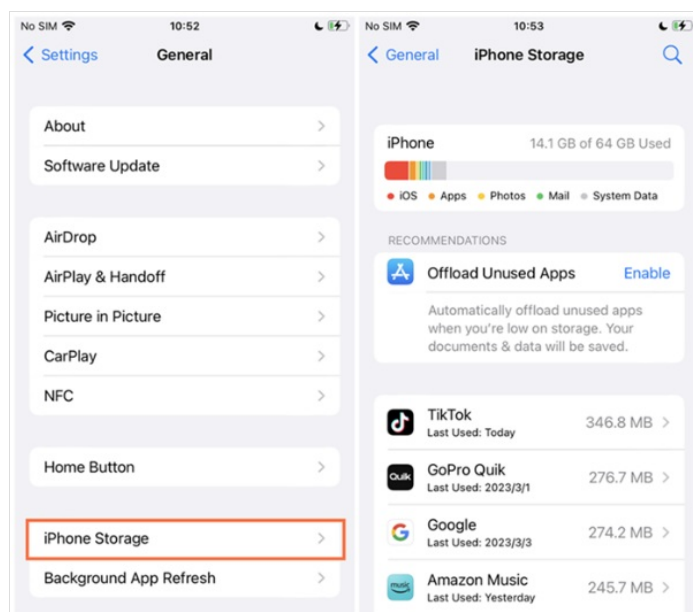 No SIM 10:52
Settings General
About
Software Update
AirDrop
AirPlay & Handoff
Picture in Picture
CarPlay
NFC
Home Button
iPhone Storage
Background App Refresh
No SIM 10:53
General iPhone Storage
iPhone 14.1 GB of 64 GB Used
iOS Apps Photos Mail System Data
RECOMMENDATIONS
Offload Unused Apps Enable
Automatically offload unused apps
when you're low on storage. Your
documents & data will be saved.
TikTok 346.8 MB
Last Used: Today
Quik GoPro Quik 276.7 MB
Last Used: 2023/3/1
Google 274.2 MB
Last Used: 2023/3/3
music Amazon Music 245.7 MB
Last Used: Yesterday